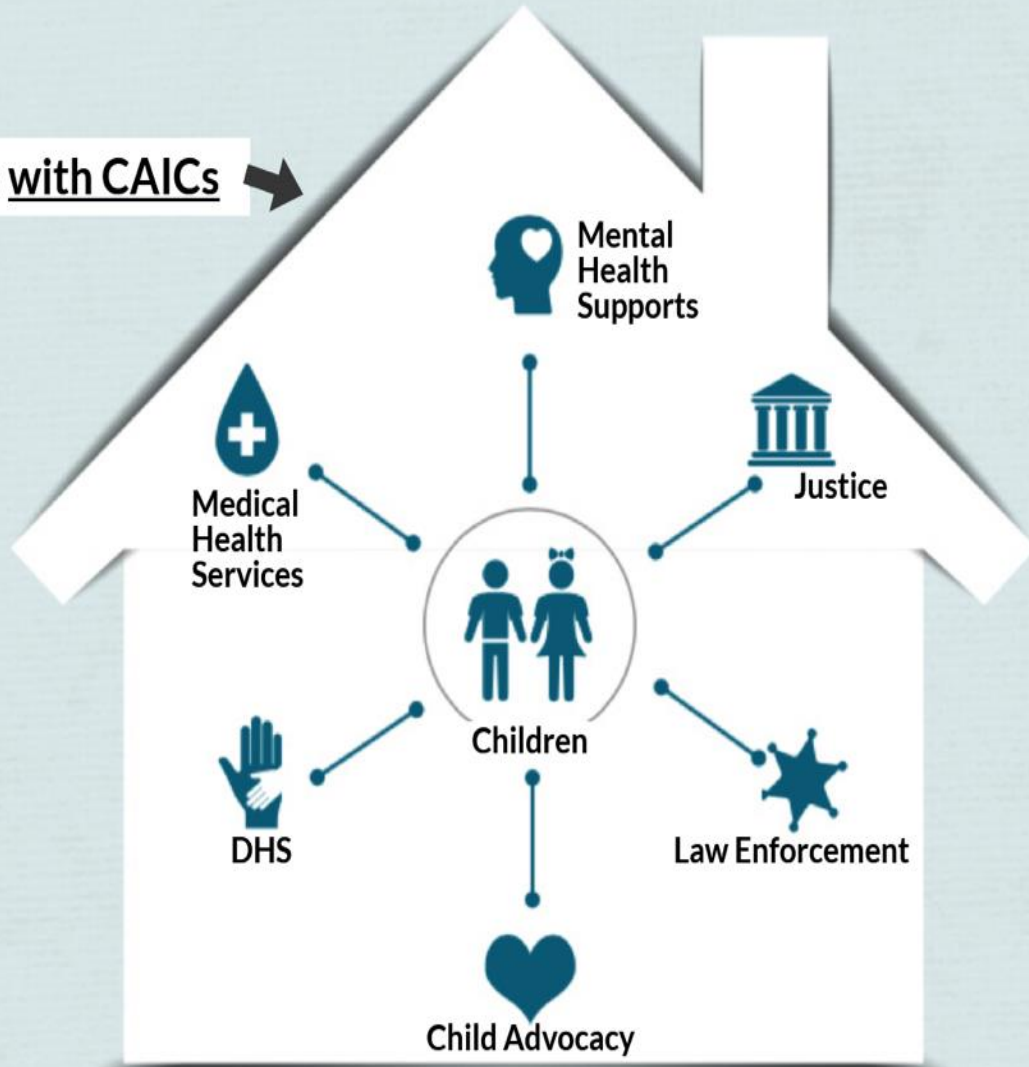 with CAICs
Mental
Health
Supports
Justice
Medical
Health
Services
Children
DHS
Law Enforcement
Child Advocacy